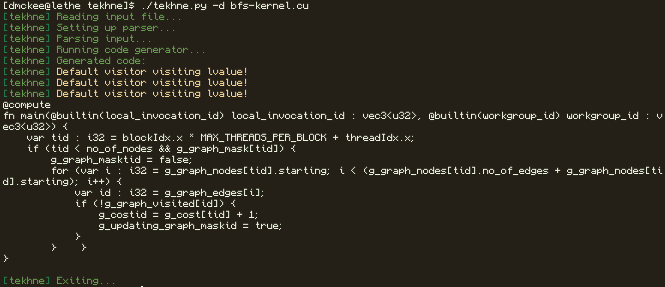 [dmckee@lethe tekhne]$ ./tekhne.py -d bfs-kernel.cu
[tekhne] Reading input file...
[tekhne] Setting up parser...
[tekhne] Parsing input...
[tekhne] Running code generator...
[tekhne] Generated code:
[tekhne] Default visitor visiting lvalue!
[tekhne] Default visitor visiting lvalue!
[tekhne] Default visitor visiting lvalue!
@compute
fn main(@builtin(local_invocation_id) local_invocation_id : vec3<u32>, @builtin(workgroup_id) workgroup_id : v
ec3<u32>) {
    var tid : i32 = blockIdx.x * MAX_THREADS_PER_BLOCK + threadIdx.x;
    if (tid < no_of_nodes && g_graph_mask[tid]) {
        g_graph_masktid = false;
        for (var i : i32 = g_graph_nodes[tid].starting; i < (g_graph_nodes[tid].no_of_edges + g_graph_nodes[ti
d].starting); i++) {
            var id : i32 = g_graph_edges[i];
            if (!g_graph_visited[id]) {
                g_costid = g_cost[tid] + 1;
                g_updating_graph_maskid = true;
            }
        }    }
}
[tekhne] Exiting...